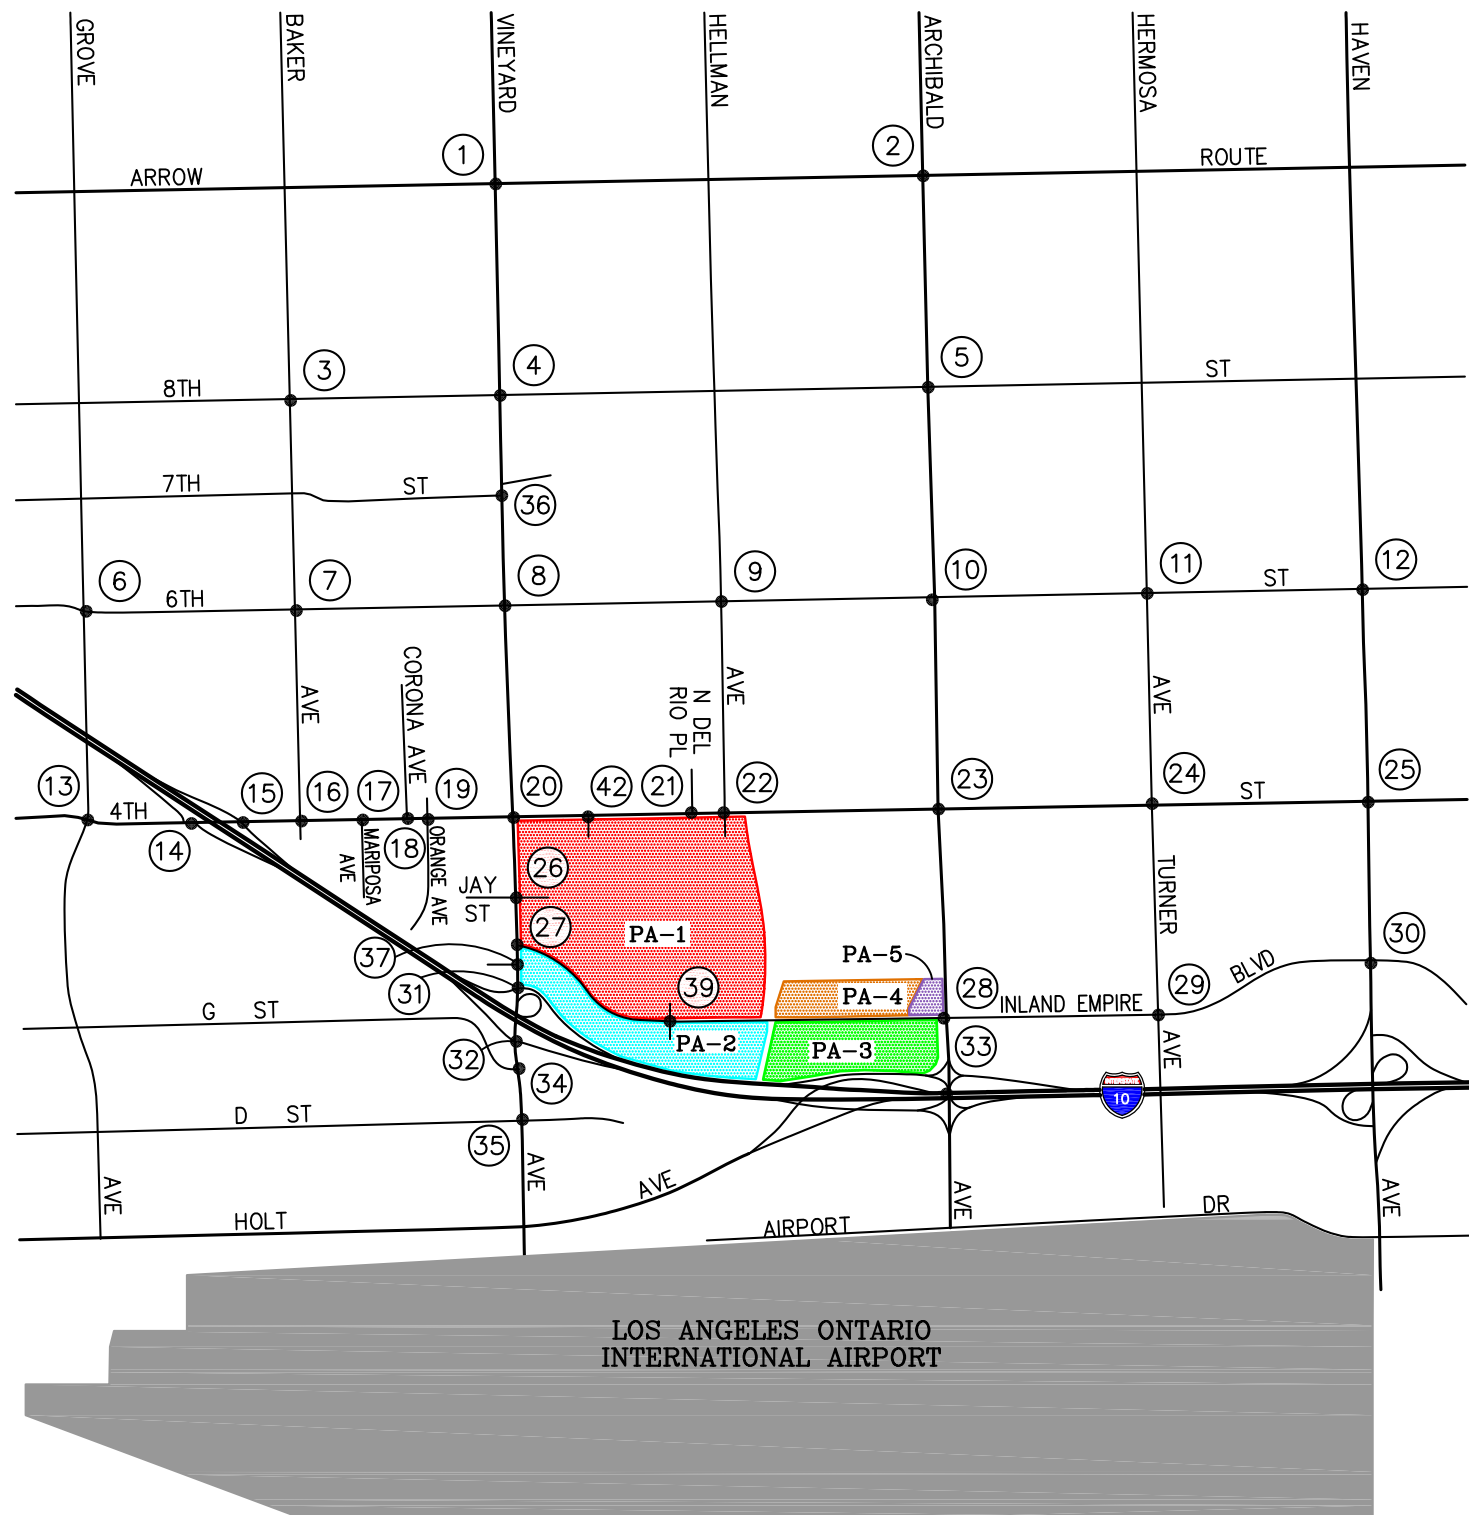 GROVE
BAKER
VINEYARD
HELLMAN
ARCHIBALD
HERMOSA
HAVEN
1
2
ARROW
ROUTE
3
4
5
8TH
ST
7TH
ST
36
6
7
8
9
10
11
12
6TH
ST
AVE
CORONA AVE
N DEL
RIO PL
AVE
AVE
13
15
16
17
19
20
42
21
22
23
24
25
4TH
ST
14
MARIPOSA
AVE
18
ORANGE AVE
26
JAY
ST
TURNER
27
PA-1
37
PA-5
30
31
39
PA-4
28
INLAND EMPIRE
29
BLVD
G ST
32
PA-2
PA-3
33
AVE
34
INTERSTATE
10
D ST
35
AVE
AVE
AVE
AVE
AVE
HOLT
AIRPORT
DR
LOS ANGELES ONTARIO
INTERNATIONAL AIRPORT